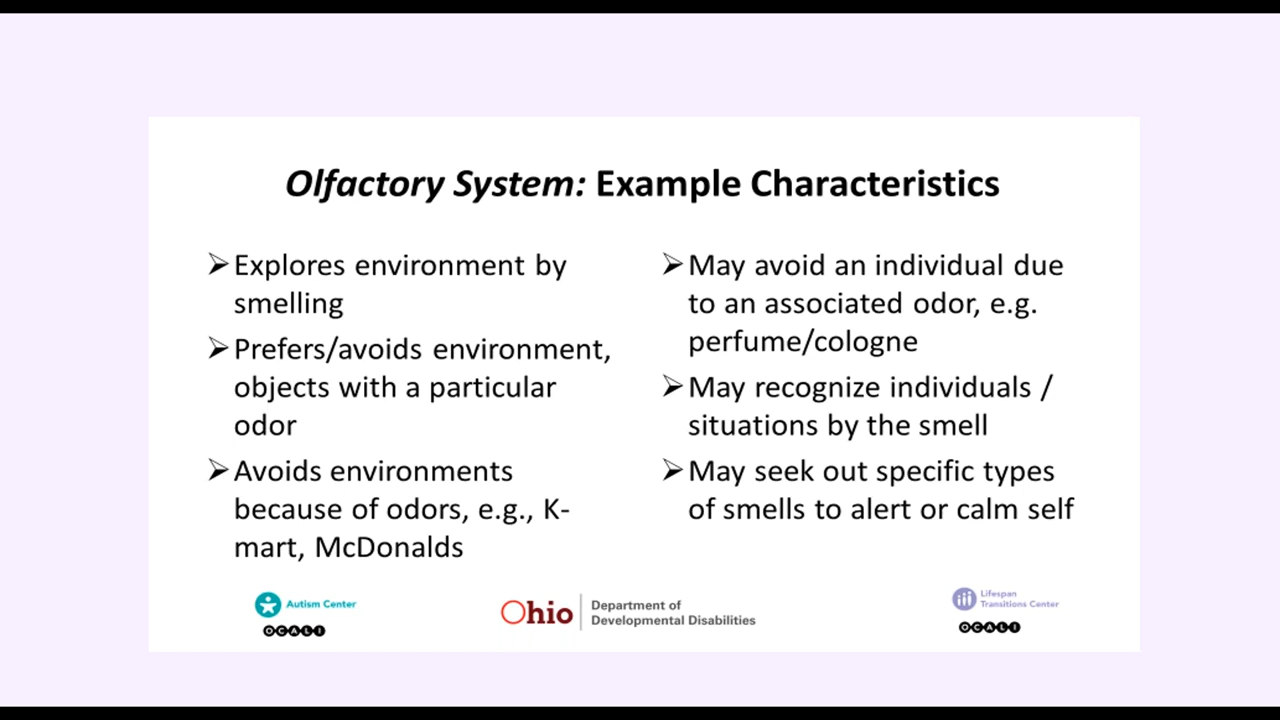 Olfactory System: Example Characteristics
➢Explores environment by
smelling
➢Prefers/avoids environment,
objects with a particular
odor
➢Avoids environments
because of odors, e.g., K-
mart, McDonalds
➢May avoid an individual due
to an associated odor, e.g.
perfume/cologne
➢May recognize individuals /
situations by the smell
➢May seek out specific types
of smells to alert or calm self
Autism Center
OCALI
Ohio
Department of
Developmental Disabilities
Lifespan
Transitions Center
OCALI